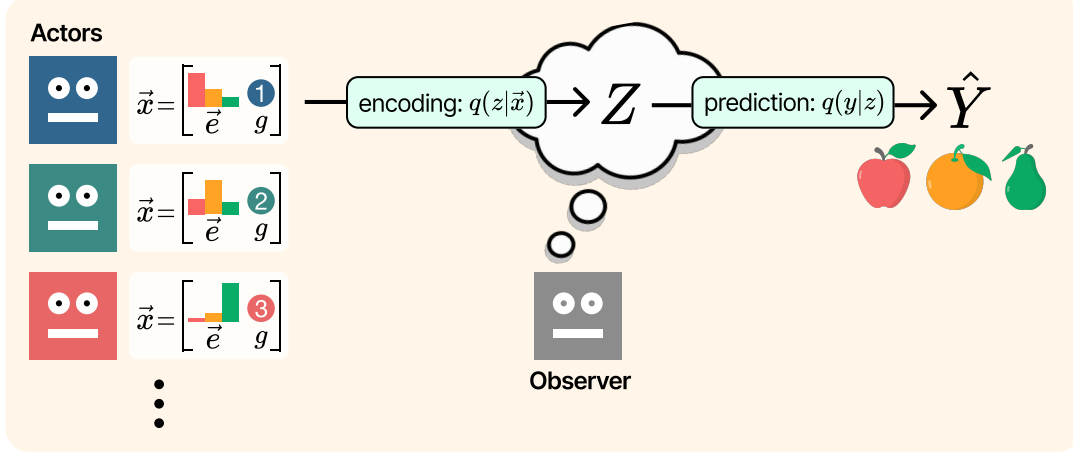 Actors
x⃗ = [ e⃗ 1 g ]
encoding: q(z|x⃗)
Z
prediction: q(y|z)
Ŷ
x⃗ = [ e⃗ 2 g ]
x⃗ = [ e⃗ 3 g ]
Observer